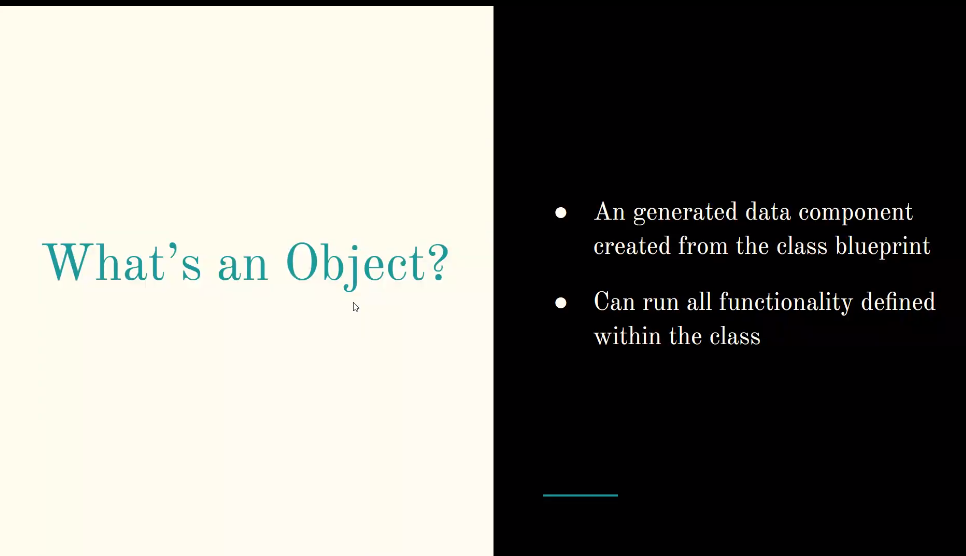 What’s an Object?
● An generated data component
created from the class blueprint
● Can run all functionality defined
within the class